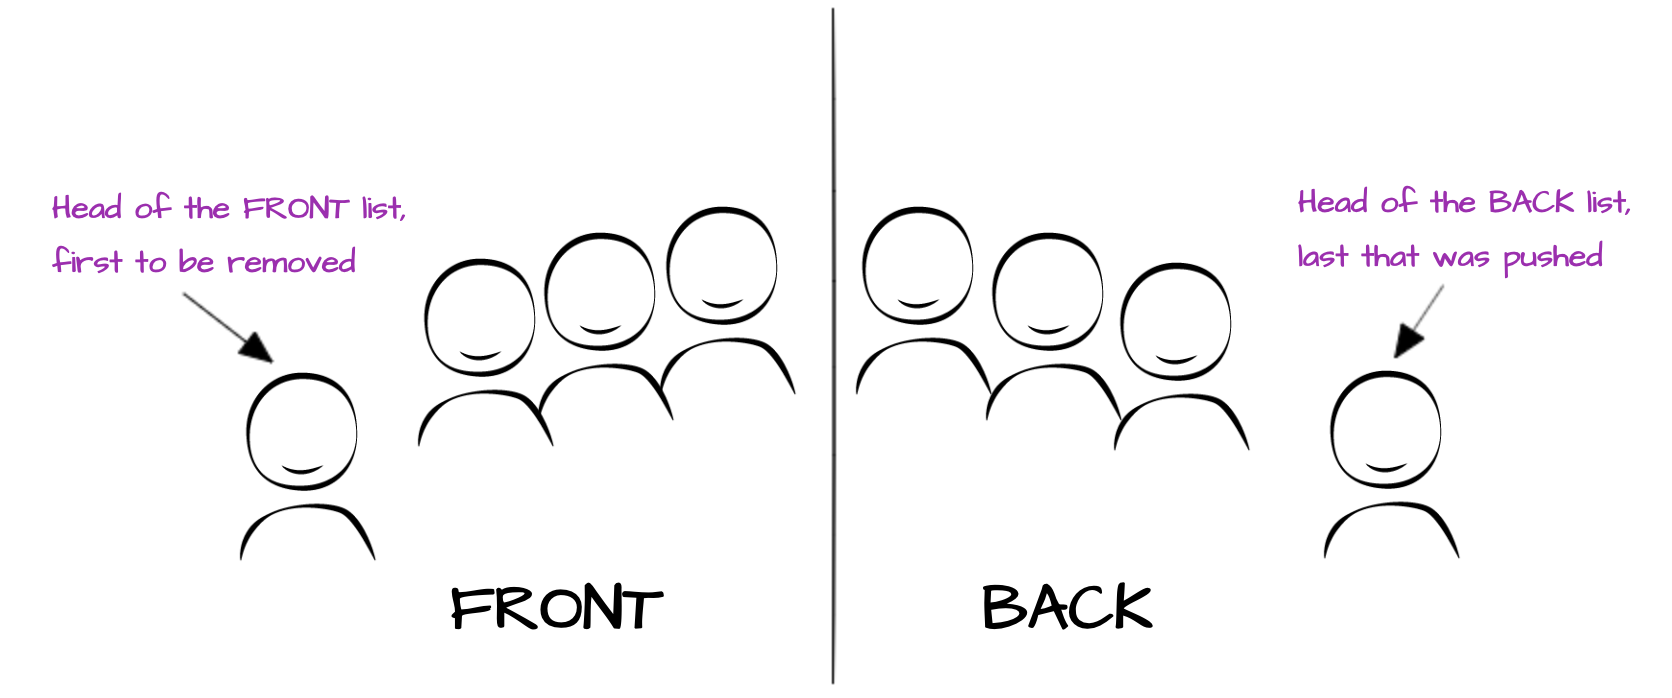 Head of the FRONT list,
first to be removed
Head of the BACK list,
last that was pushed
FRONT
BACK